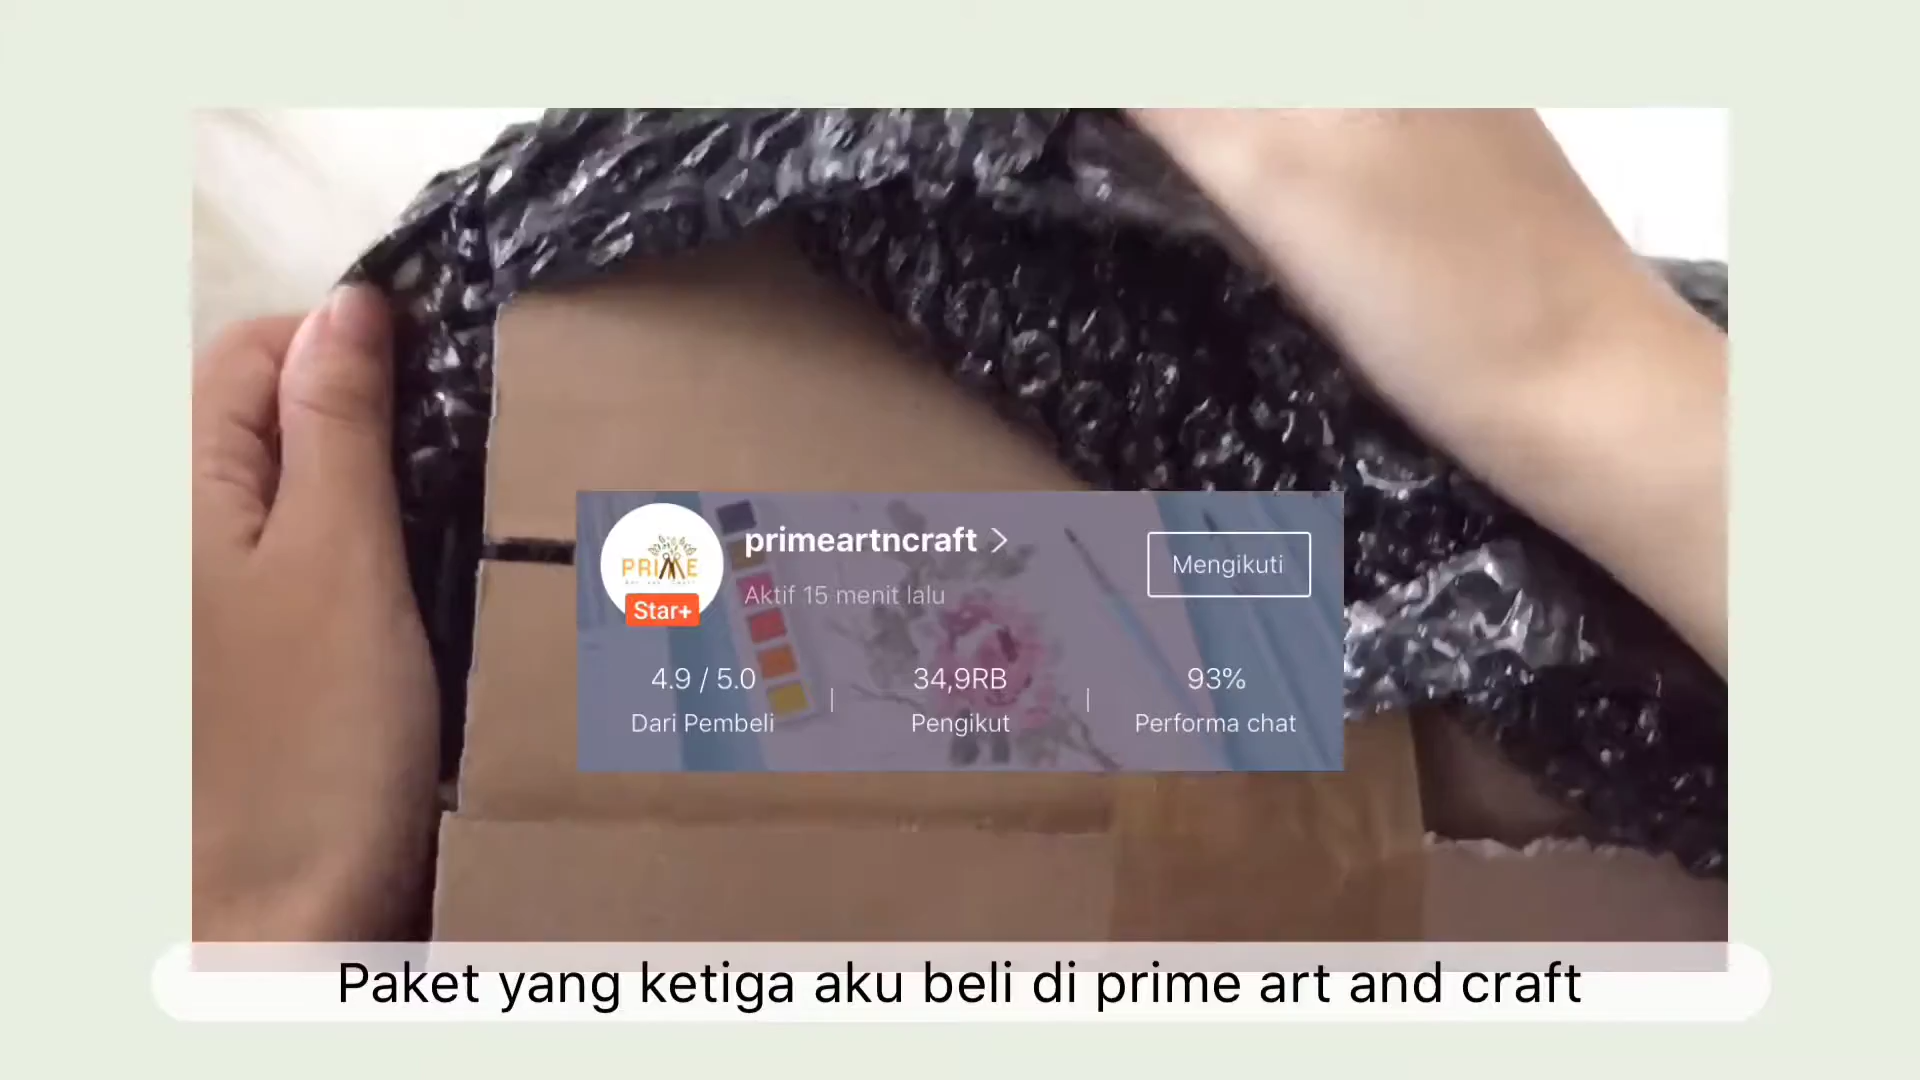 primeartncraft >
Mengikuti
Aktif 15 menit lalu
PRIME
Star+
4.9 / 5.0
34,9RB
93%
Dari Pembeli
Pengikut
Performa chat
Paket yang ketiga aku beli di prime art and craft